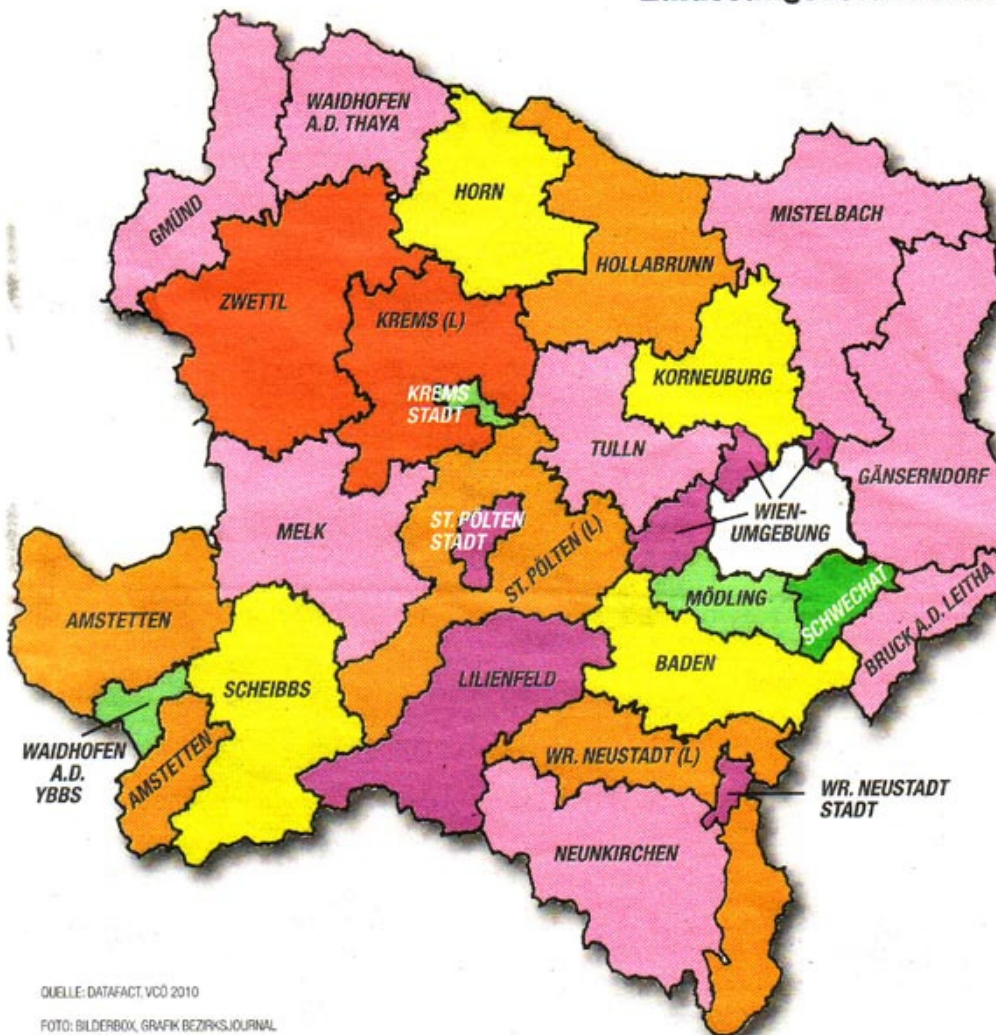 WAIDHOFEN
A.D. THAYA
HORN
GMÜND
MISTELBACH
HOLLABRUNN
ZWETTL
KREMS (L)
KORNEUBURG
KREMS
STADT
TULLN
GÄNSERNDORF
MELK
ST. PÖLTEN
STADT
ST. PÖLTEN (L)
WIEN-
UMGEBUNG
AMSTETTEN
MÖDLING
SCHWECHAT
BRUCK A.D. LEITHA
SCHEIBBS
LILIENFELD
BADEN
WAIDHOFEN
A.D.
YBBS
AMSTETTEN
WR. NEUSTADT (L)
WR. NEUSTADT
STADT
NEUNKIRCHEN
QUELLE: DATAFACT, VCÖ 2010
FOTO: BILDERBOX, GRAFIK BEZIRKSJOURNAL